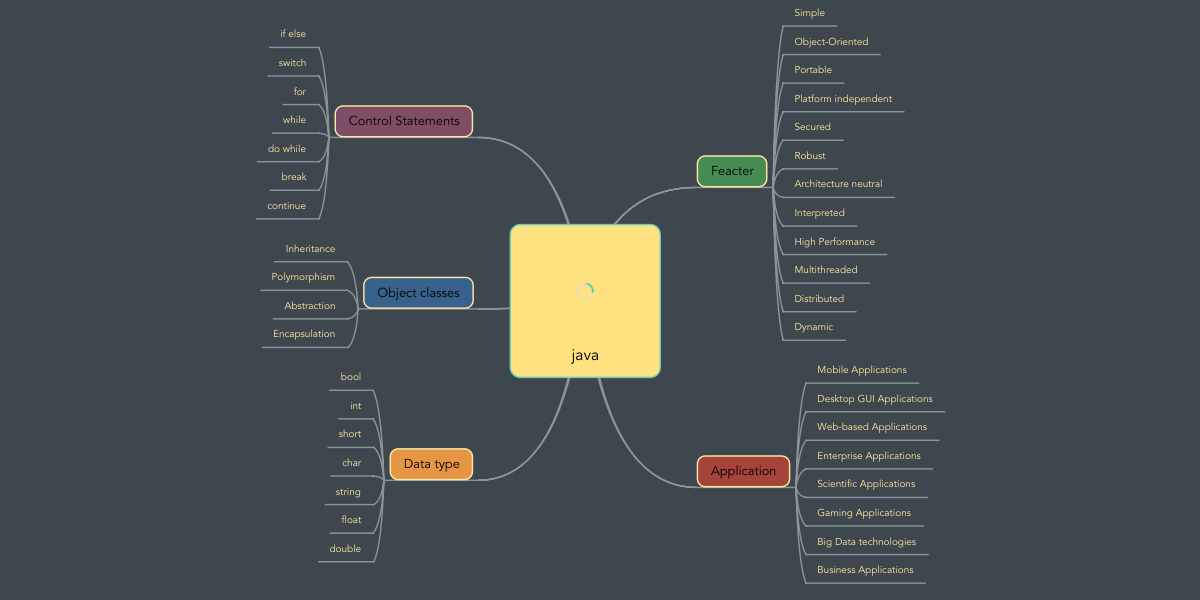 java
Control Statements
if else
switch
for
while
do while
break
continue
Object classes
Inheritance
Polymorphism
Abstraction
Encapsulation
Data type
bool
int
short
char
string
float
double
Feacter
Simple
Object-Oriented
Portable
Platform independent
Secured
Robust
Architecture neutral
Interpreted
High Performance
Multithreaded
Distributed
Dynamic
Application
Mobile Applications
Desktop GUI Applications
Web-based Applications
Enterprise Applications
Scientific Applications
Gaming Applications
Big Data technologies
Business Applications